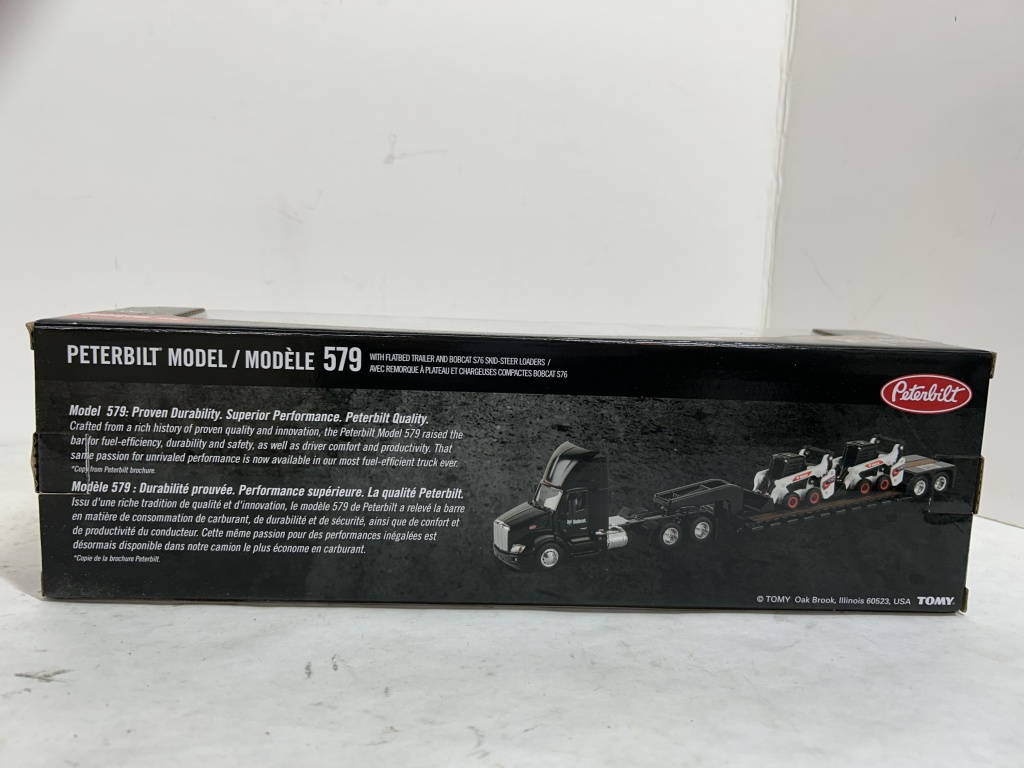 PETERBILT MODEL / MODÈLE 579
WITH FLATBED TRAILER AND BOBCAT S76 SKID-STEER LOADERS /
AVEC REMORQUE À PLATEAU ET CHARGEUSES COMPACTES BOBCAT S76
Peterbilt
Model 579: Proven Durability. Superior Performance. Peterbilt Quality.
Crafted from a rich history of proven quality and innovation, the Peterbilt Model 579 raised the
bar for fuel-efficiency, durability and safety, as well as driver comfort and productivity. That
same passion for unrivaled performance is now available in our most fuel-efficient truck ever.
*Copy from Peterbilt brochure.
Modèle 579 : Durabilité prouvée. Performance supérieure. La qualité Peterbilt.
Issu d'une riche tradition de qualité et d'innovation, le modèle 579 de Peterbilt a relevé la barre
en matière de consommation de carburant, de durabilité et de sécurité, ainsi que de confort et
de productivité du conducteur. Cette même passion pour des performances inégalées est
désormais disponible dans notre camion le plus économe en carburant.
*Copie de la brochure Peterbilt.
Bobcat
© TOMY Oak Brook, Illinois 60523, USA TOMY